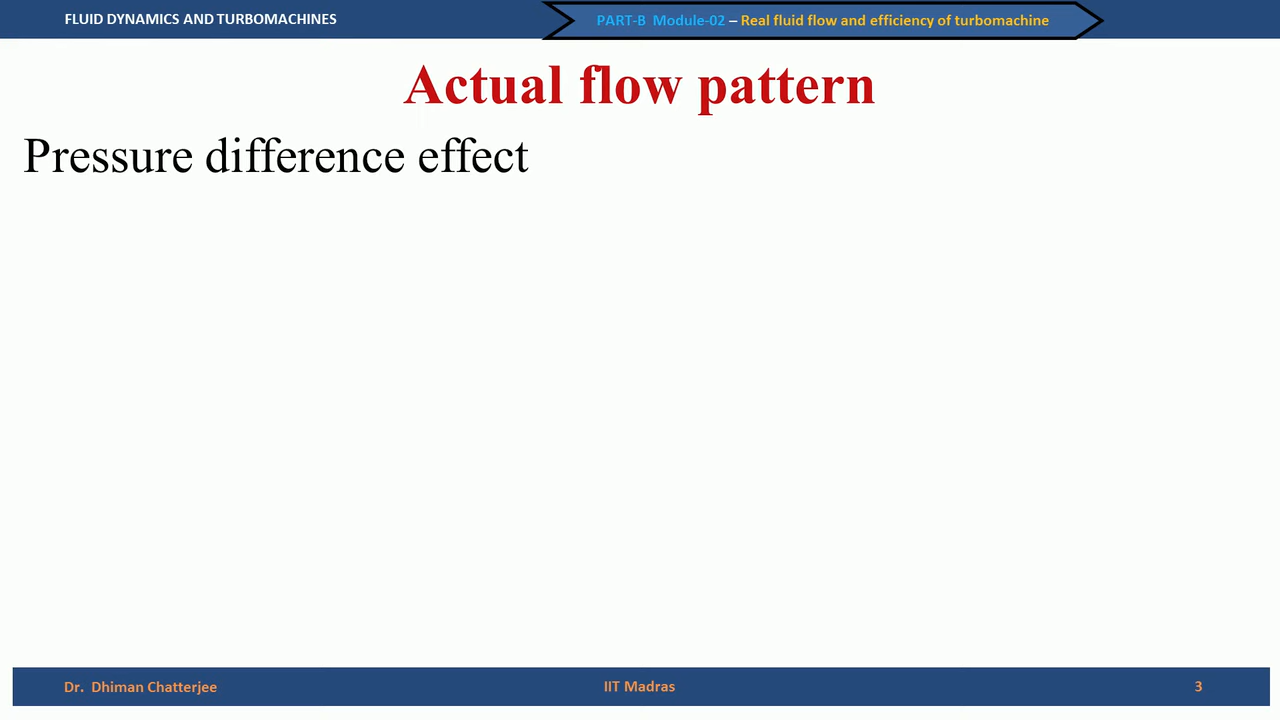 FLUID DYNAMICS AND TURBOMACHINES
PART-B Module-02 – Real fluid flow and efficiency of turbomachine
Actual flow pattern
Pressure difference effect
Dr. Dhiman Chatterjee
IIT Madras
3